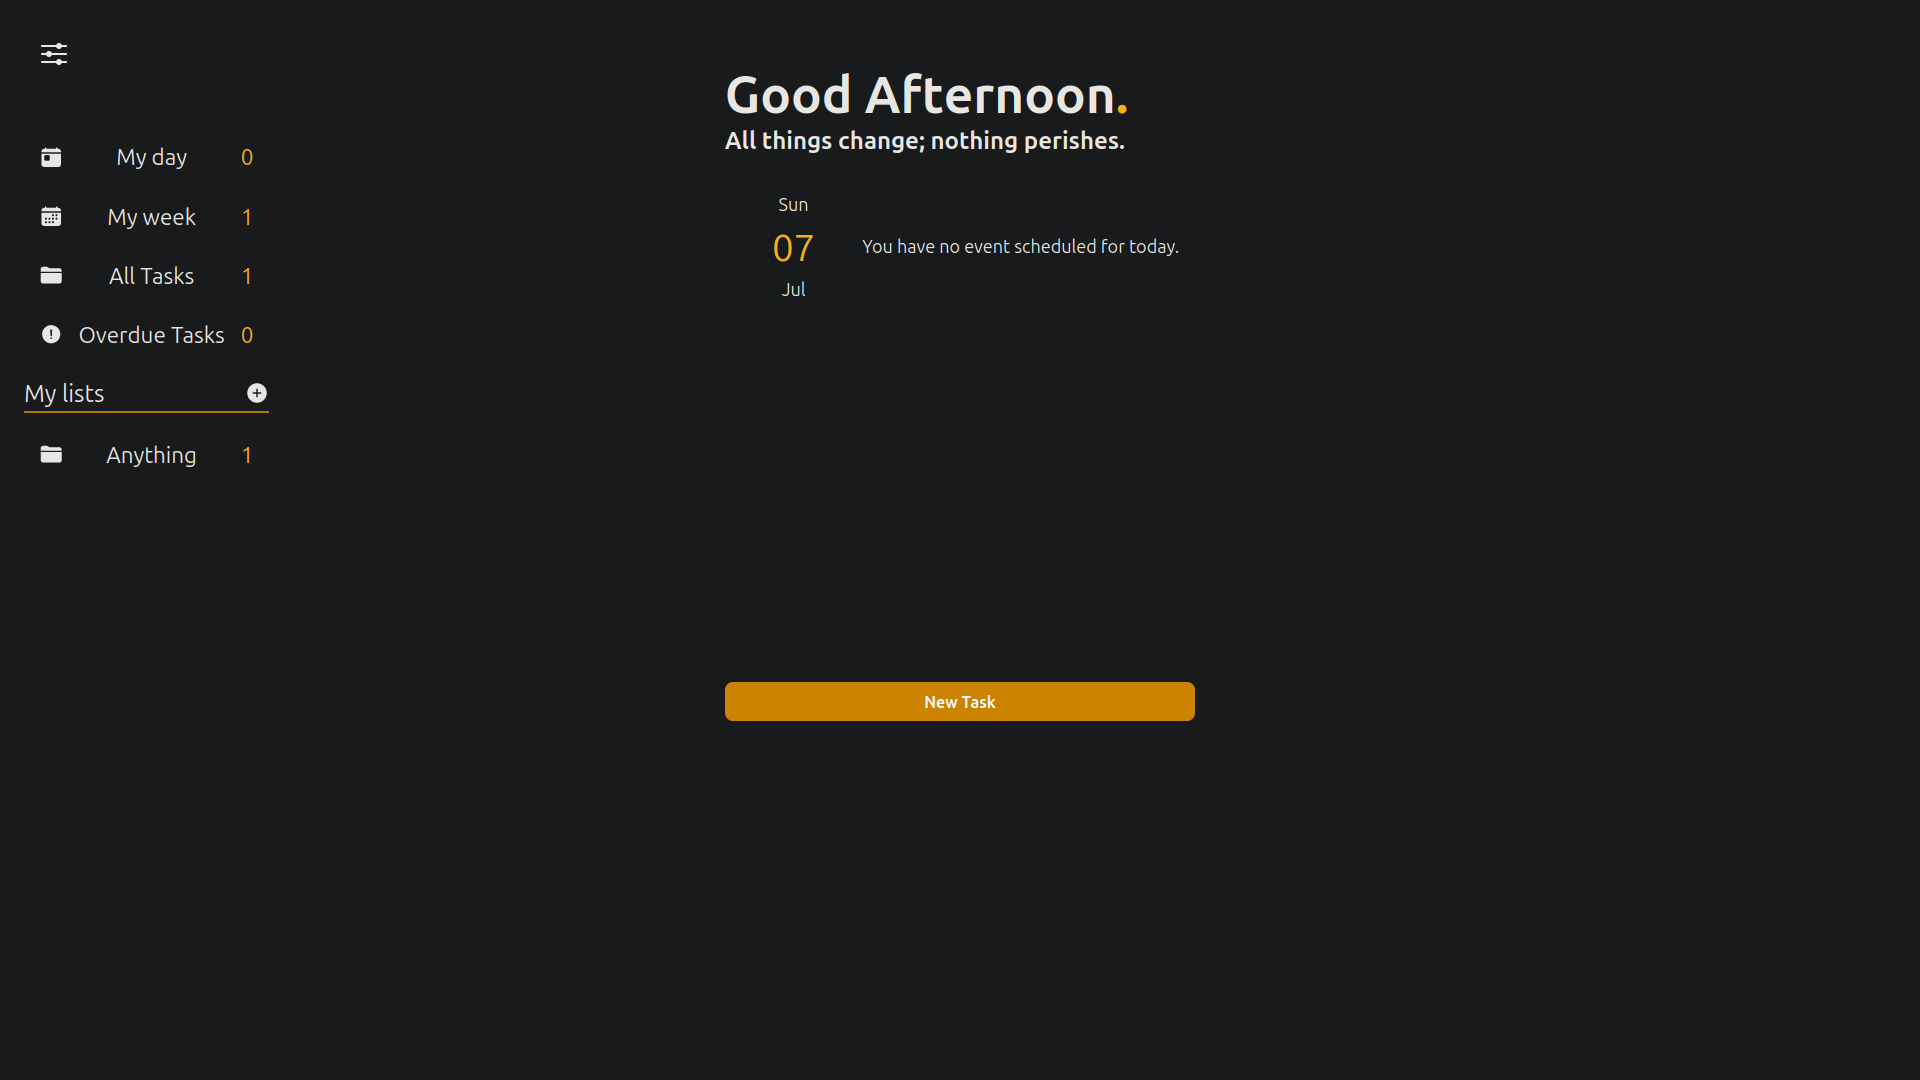 My day 0
My week 1
All Tasks 1
Overdue Tasks 0
My lists
Anything 1
Good Afternoon.
All things change; nothing perishes.
Sun
07
Jul
You have no event scheduled for today.
New Task